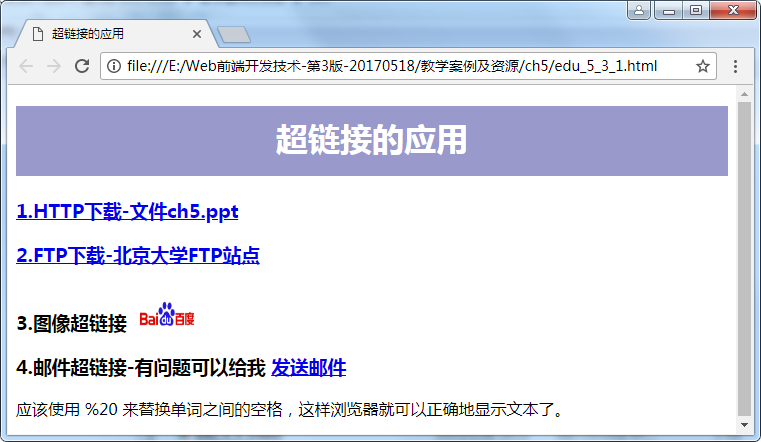 超链接的应用
file:///E:/Web前端开发技术-第3版-20170518/教学案例及资源/ch5/edu_5_3_1.html
超链接的应用
1.HTTP下载-文件ch5.ppt
2.FTP下载-北京大学FTP站点
3.图像超链接 Baidu百度
4.邮件超链接-有问题可以给我 发送邮件
应该使用 %20 来替换单词之间的空格，这样浏览器就可以正确地显示文本了。